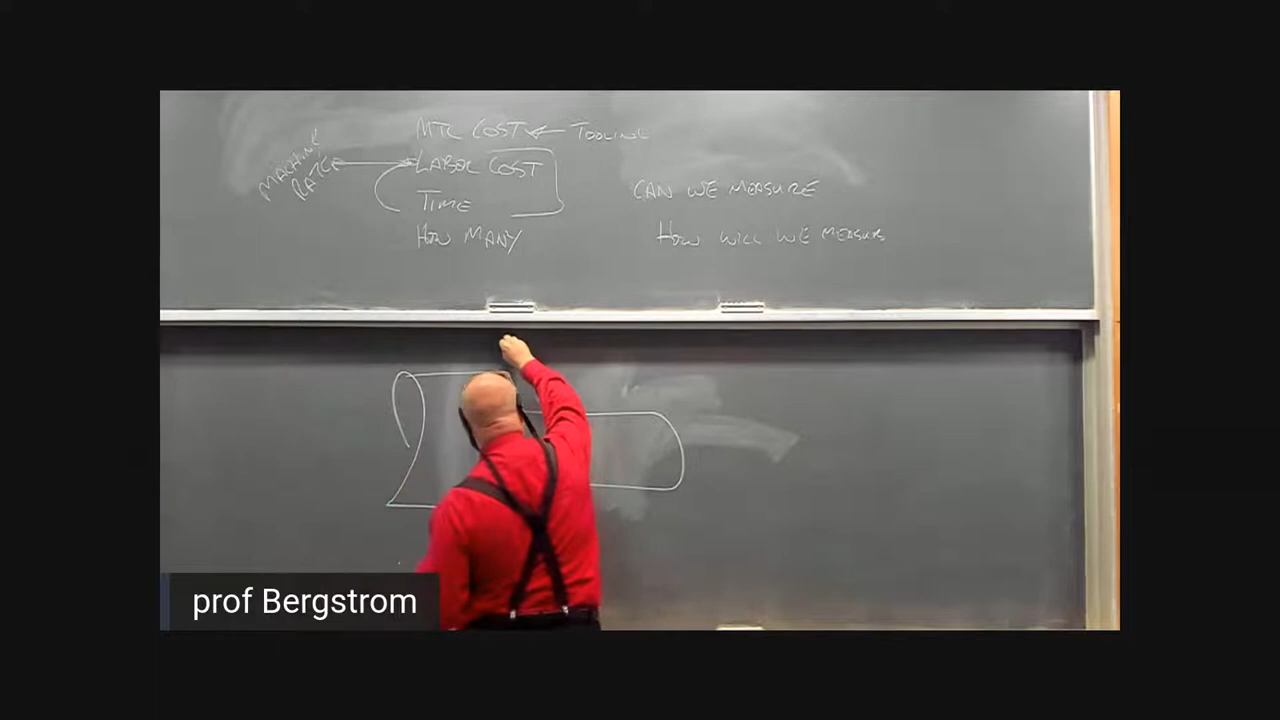 MTL COST ← TOOLING
MACHINE
RATE → LABOR COST
TIME
HOW MANY
CAN WE MEASURE
HOW WILL WE MEASURE
prof Bergstrom